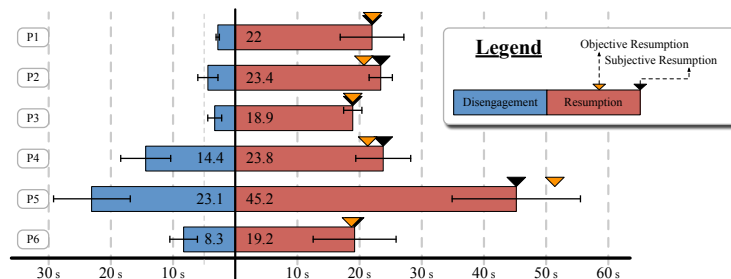 P1
22
P2
23.4
P3
18.9
P4
14.4
23.8
P5
23.1
45.2
P6
8.3
19.2
30 s
20 s
10 s
10 s
20 s
30 s
40 s
50 s
60 s
Legend
Objective Resumption
Subjective Resumption
Disengagement
Resumption